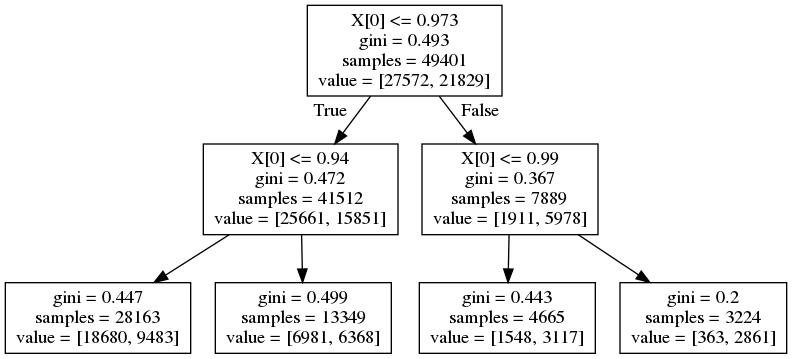 X[0] <= 0.973
gini = 0.493
samples = 49401
value = [27572, 21829]
True
False
X[0] <= 0.94
gini = 0.472
samples = 41512
value = [25661, 15851]
X[0] <= 0.99
gini = 0.367
samples = 7889
value = [1911, 5978]
gini = 0.447
samples = 28163
value = [18680, 9483]
gini = 0.499
samples = 13349
value = [6981, 6368]
gini = 0.443
samples = 4665
value = [1548, 3117]
gini = 0.2
samples = 3224
value = [363, 2861]